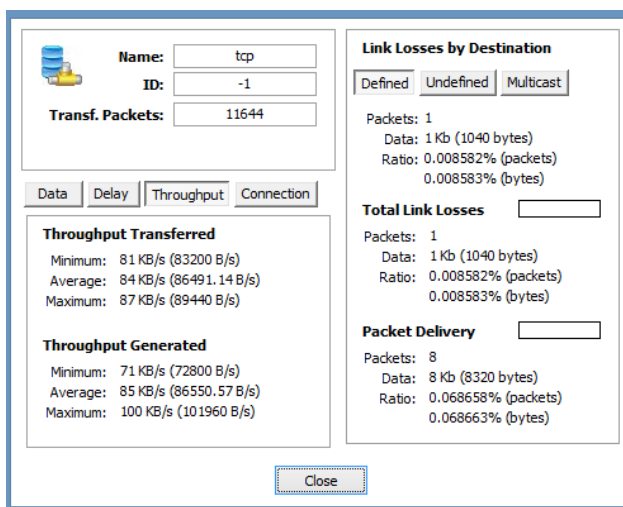 Name: tcp
ID: -1
Transf. Packets: 11644
Data Delay Throughput Connection
Throughput Transferred
Minimum: 81 KB/s (83200 B/s)
Average: 84 KB/s (86491.14 B/s)
Maximum: 87 KB/s (89440 B/s)
Throughput Generated
Minimum: 71 KB/s (72800 B/s)
Average: 85 KB/s (86550.57 B/s)
Maximum: 100 KB/s (101960 B/s)
Link Losses by Destination
Defined Undefined Multicast
Packets: 1
Data: 1 Kb (1040 bytes)
Ratio: 0.008582% (packets)
0.008583% (bytes)
Total Link Losses
Packets: 1
Data: 1 Kb (1040 bytes)
Ratio: 0.008582% (packets)
0.008583% (bytes)
Packet Delivery
Packets: 8
Data: 8 Kb (8320 bytes)
Ratio: 0.068658% (packets)
0.068663% (bytes)
Close